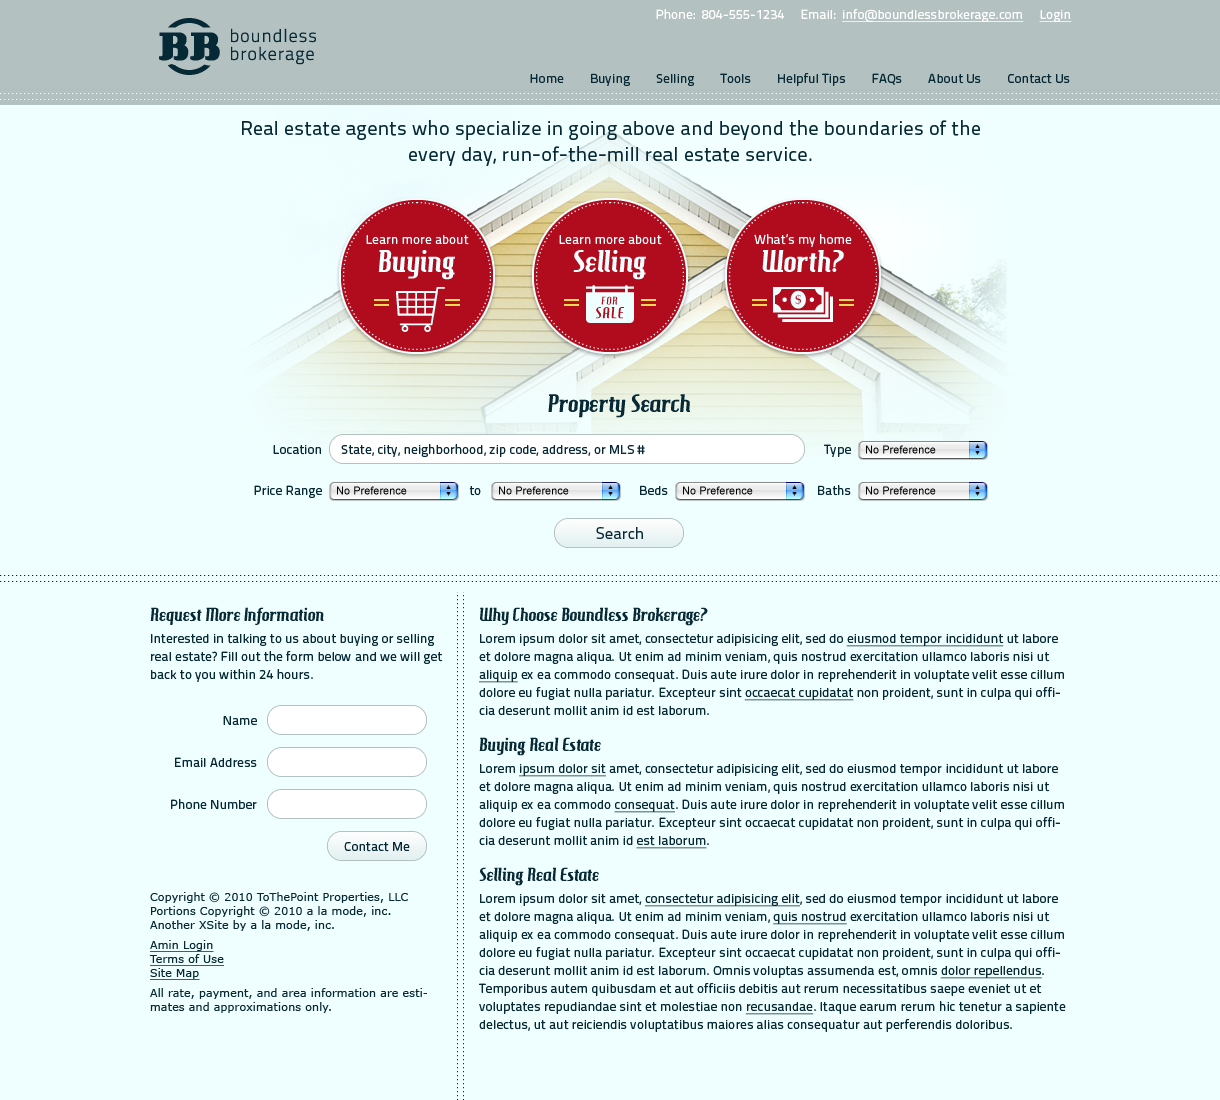 Phone: 804-555-1234 Email: info@boundlessbrokerage.com Login
BB boundless
brokerage
Home Buying Selling Tools Helpful Tips FAQs About Us Contact Us
Real estate agents who specialize in going above and beyond the boundaries of the
every day, run-of-the-mill real estate service.
Learn more about
Buying
Learn more about
Selling
FOR
SALE
What's my home
Worth?
$
Property Search
Location State, city, neighborhood, zip code, address, or MLS # Type No Preference
Price Range No Preference to No Preference Beds No Preference Baths No Preference
Search
Request More Information
Interested in talking to us about buying or selling
real estate? Fill out the form below and we will get
back to you within 24 hours.
Name
Email Address
Phone Number
Contact Me
Copyright © 2010 ToThePoint Properties, LLC
Portions Copyright © 2010 a la mode, inc.
Another XSite by a la mode, inc.
Amin Login
Terms of Use
Site Map
All rate, payment, and area information are esti-
mates and approximations only.
Why Choose Boundless Brokerage?
Lorem ipsum dolor sit amet, consectetur adipisicing elit, sed do eiusmod tempor incididunt ut labore
et dolore magna aliqua. Ut enim ad minim veniam, quis nostrud exercitation ullamco laboris nisi ut
aliquip ex ea commodo consequat. Duis aute irure dolor in reprehenderit in voluptate velit esse cillum
dolore eu fugiat nulla pariatur. Excepteur sint occaecat cupidatat non proident, sunt in culpa qui offi-
cia deserunt mollit anim id est laborum.
Buying Real Estate
Lorem ipsum dolor sit amet, consectetur adipisicing elit, sed do eiusmod tempor incididunt ut labore
et dolore magna aliqua. Ut enim ad minim veniam, quis nostrud exercitation ullamco laboris nisi ut
aliquip ex ea commodo consequat. Duis aute irure dolor in reprehenderit in voluptate velit esse cillum
dolore eu fugiat nulla pariatur. Excepteur sint occaecat cupidatat non proident, sunt in culpa qui offi-
cia deserunt mollit anim id est laborum.
Selling Real Estate
Lorem ipsum dolor sit amet, consectetur adipisicing elit, sed do eiusmod tempor incididunt ut labore
et dolore magna aliqua. Ut enim ad minim veniam, quis nostrud exercitation ullamco laboris nisi ut
aliquip ex ea commodo consequat. Duis aute irure dolor in reprehenderit in voluptate velit esse cillum
dolore eu fugiat nulla pariatur. Excepteur sint occaecat cupidatat non proident, sunt in culpa qui offi-
cia deserunt mollit anim id est laborum. Omnis voluptas assumenda est, omnis dolor repellendus.
Temporibus autem quibusdam et aut officiis debitis aut rerum necessitatibus saepe eveniet ut et
voluptates repudiandae sint et molestiae non recusandae. Itaque earum rerum hic tenetur a sapiente
delectus, ut aut reiciendis voluptatibus maiores alias consequatur aut perferendis doloribus.